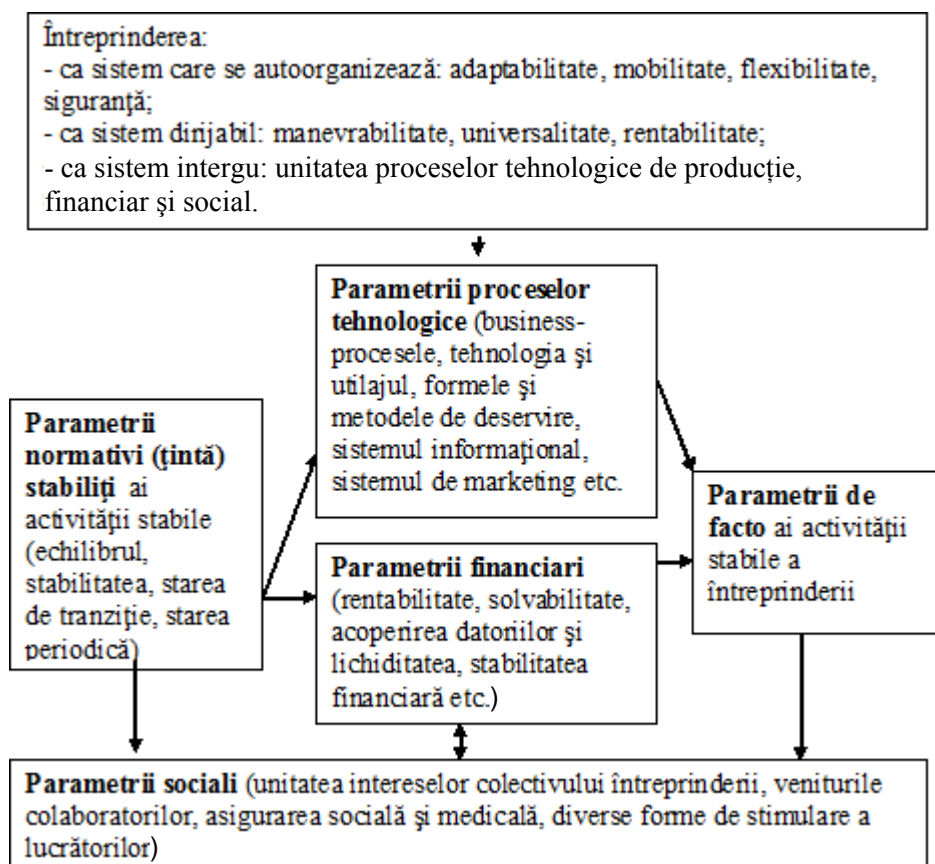 Întreprinderea:
- ca sistem care se autoorganizează: adaptabilitate, mobilitate, flexibilitate,
siguranţă;
- ca sistem dirijabil: manevrabilitate, universalitate, rentabilitate;
- ca sistem intergu: unitatea proceselor tehnologice de producție,
financiar şi social.
Parametrii proceselor
tehnologice (business-
procesele, tehnologia şi
utilajul, formele şi
metodele de deservire,
sistemul informaţional,
sistemul de marketing etc.
Parametrii
normativi (ţintă)
stabiliţi ai
activităţii stabile
(echilibrul,
stabilitatea, starea
de tranziţie, starea
periodică)
Parametrii financiari
(rentabilitate, solvabilitate,
acoperirea datoriilor şi
lichiditatea, stabilitatea
financiară etc.)
Parametrii de
facto ai activităţii
stabile a
întreprinderii
Parametrii sociali (unitatea intereselor colectivului întreprinderii, veniturile
colaboratorilor, asigurarea socială şi medicală, diverse forme de stimulare a
lucrătorilor)